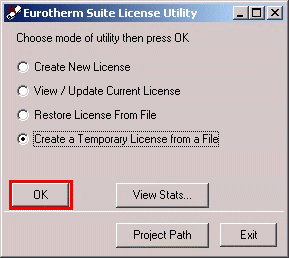 Eurotherm Suite License Utility
Choose mode of utility then press OK
Create New License
View / Update Current License
Restore License From File
Create a Temporary License from a File
OK
View Stats...
Project Path
Exit